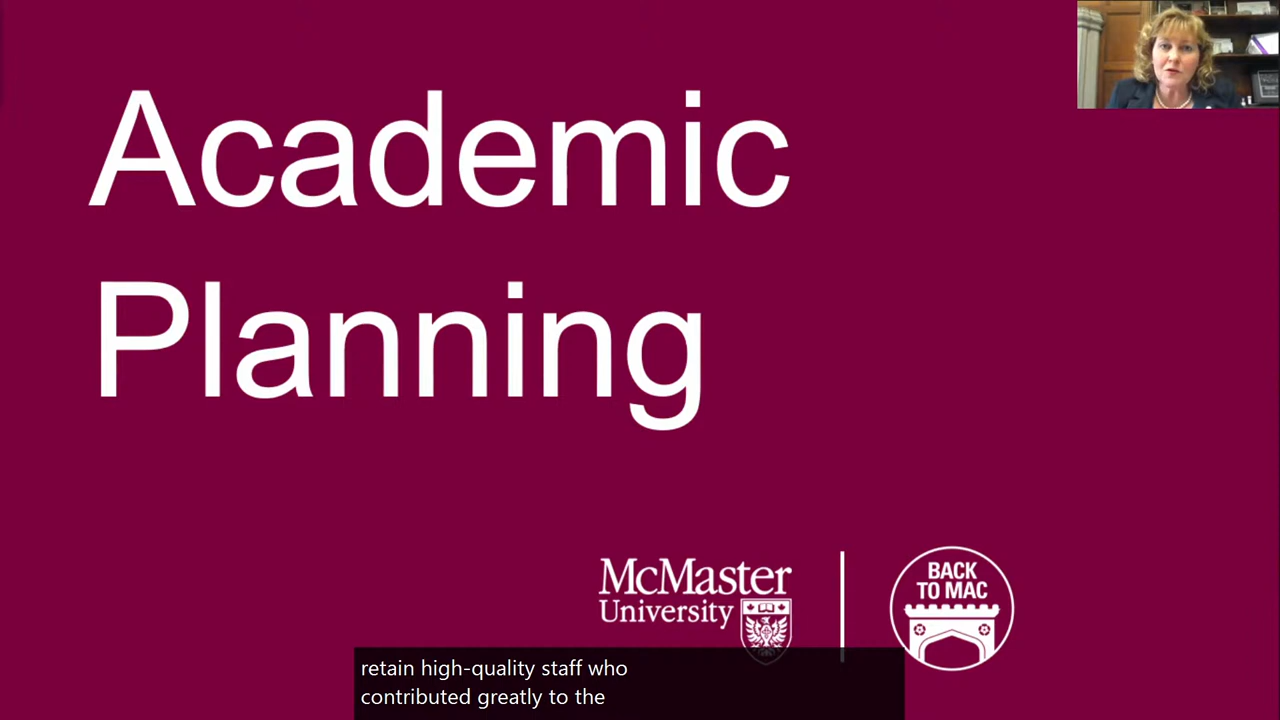 Academic
Planning
McMaster
University
BACK
TO MAC
retain high-quality staff who
contributed greatly to the